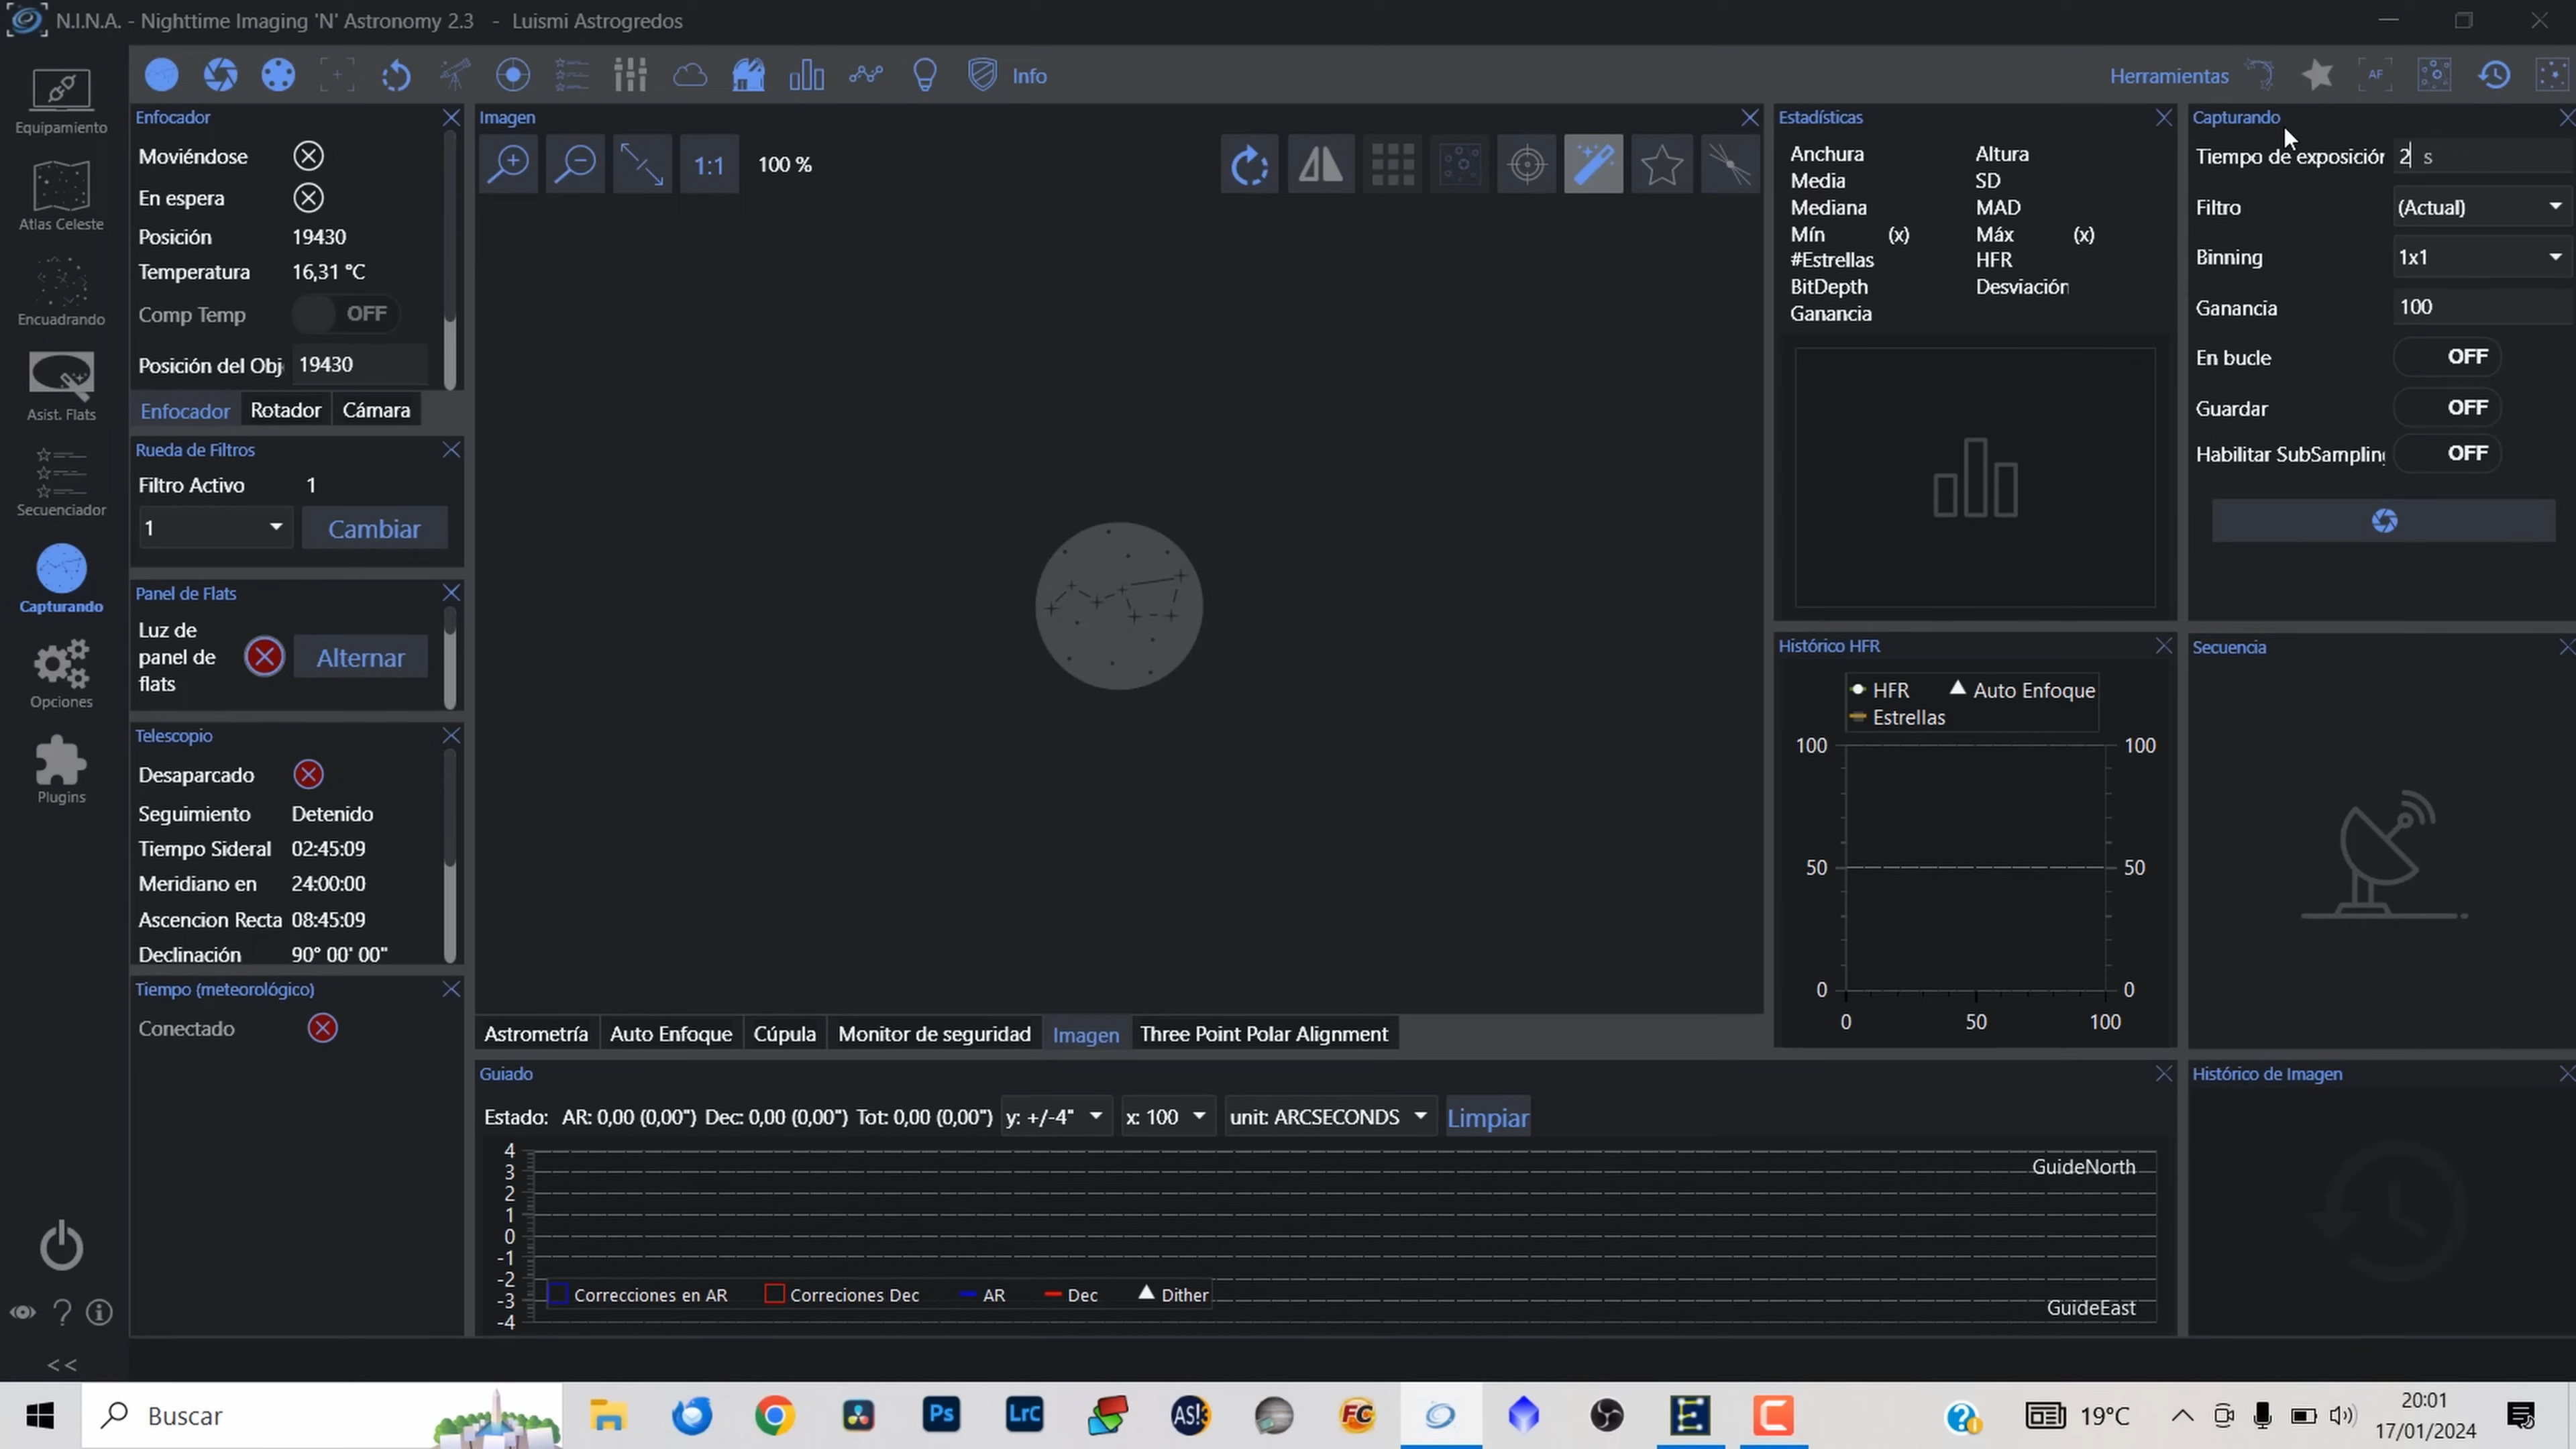 N.I.N.A. - Nighttime Imaging 'N' Astronomy 2.3 - Luismi Astrogredos
Info
Herramientas
AF
Equipamiento
Atlas Celeste
Encuadrando
Asist. Flats
Secuenciador
Capturando
Opciones
Plugins
<<
Enfocador
Moviéndose
En espera
Posición 19430
Temperatura 16,31 °C
Comp Temp OFF
Posición del Obj 19430
Enfocador Rotador Cámara
Rueda de Filtros
Filtro Activo 1
1 Cambiar
Panel de Flats
Luz de
panel de
flats
Alternar
Telescopio
Desaparcado
Seguimiento Detenido
Tiempo Sideral 02:45:09
Meridiano en 24:00:00
Ascencion Recta 08:45:09
Declinación 90° 00' 00"
Tiempo (meteorológico)
Conectado
Imagen
1:1 100 %
Astrometría Auto Enfoque Cúpula Monitor de seguridad Imagen Three Point Polar Alignment
Estadísticas
Anchura Altura
Media SD
Mediana MAD
Mín (x) Máx (x)
#Estrellas HFR
BitDepth Desviación
Ganancia
Histórico HFR
HFR Auto Enfoque
Estrellas
100 100
50 50
0 0
0 50 100
Capturando
Tiempo de exposición 2 s
Filtro (Actual)
Binning 1x1
Ganancia 100
En bucle OFF
Guardar OFF
Habilitar SubSampling OFF
Secuencia
Histórico de Imagen
Guiado
Estado: AR: 0,00 (0,00") Dec: 0,00 (0,00") Tot: 0,00 (0,00") y: +/-4" x: 100 unit: ARCSECONDS Limpiar
4
3
2
1
0
-1
-2
-3
-4
GuideNorth
GuideEast
Correcciones en AR Correciones Dec AR Dec Dither
Buscar
Ps
LrC
AS!3
FC
19°C
20:01
17/01/2024